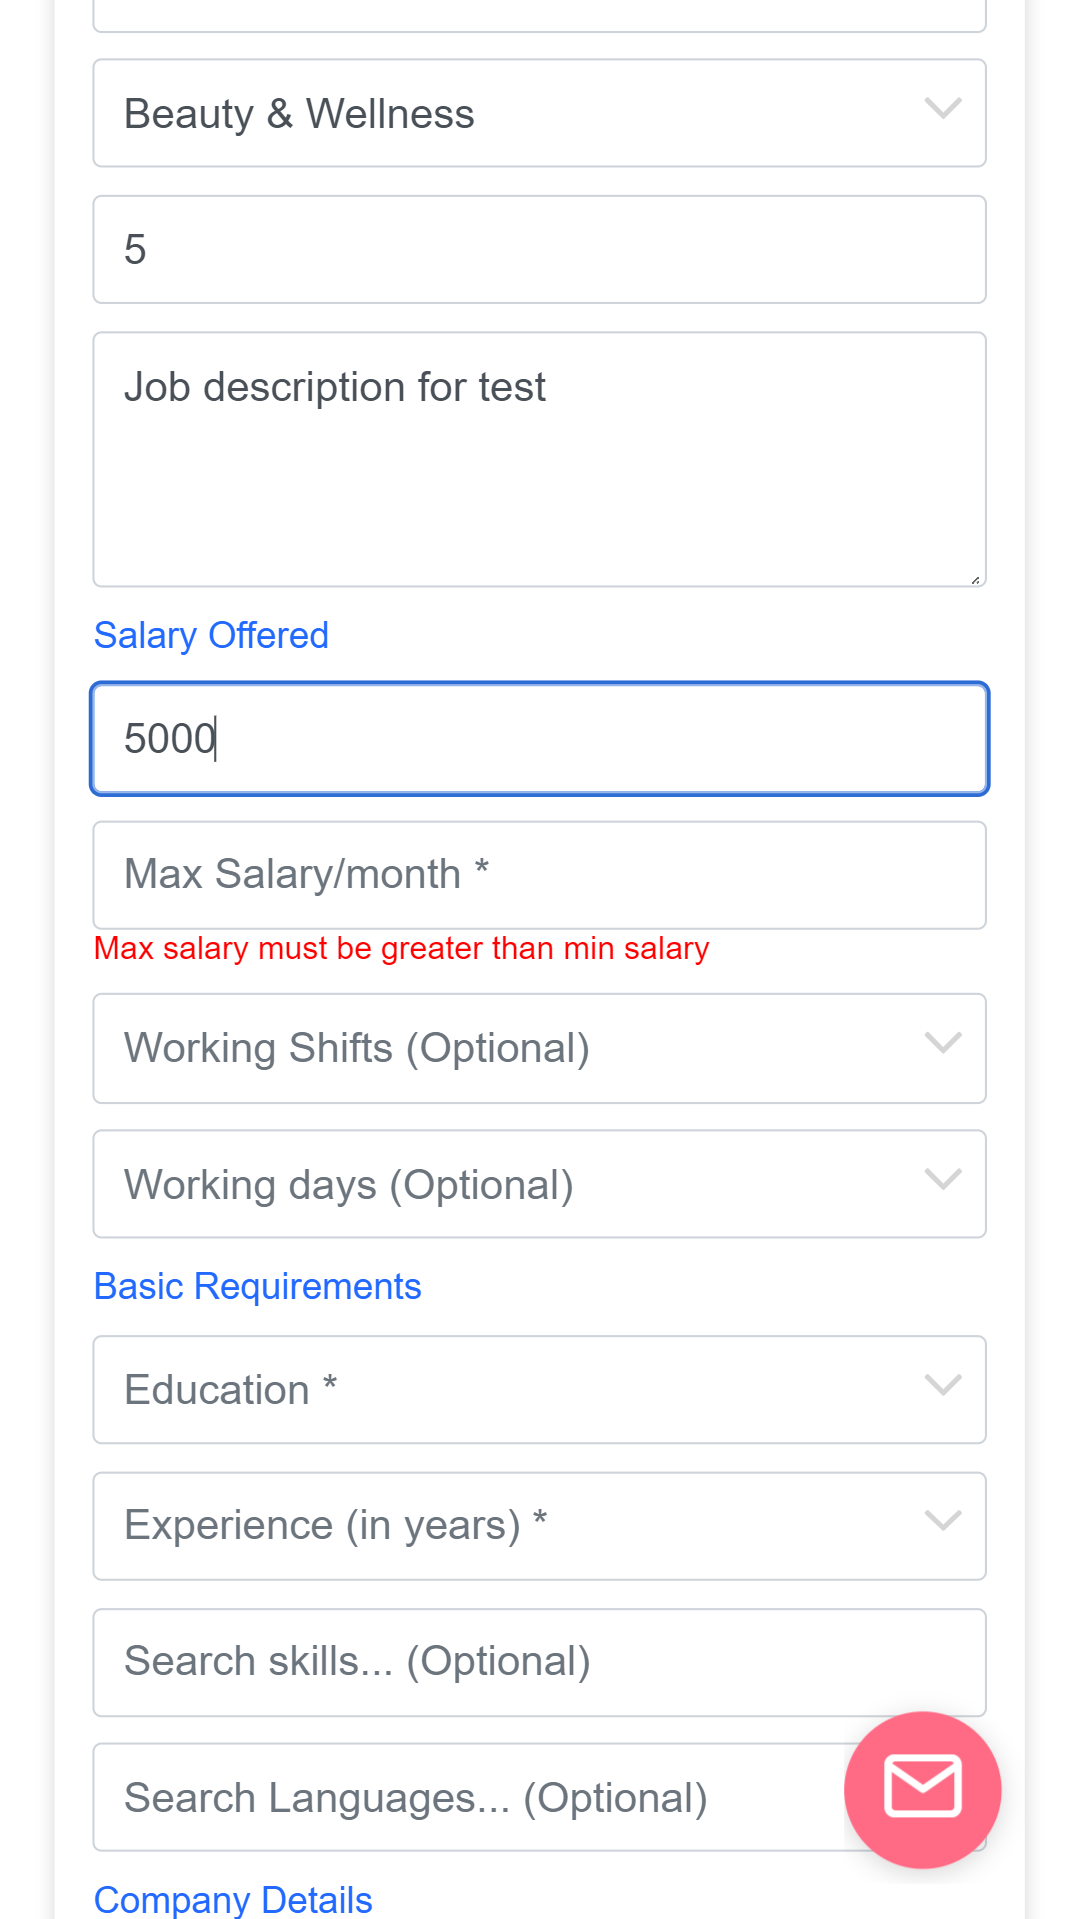 Beauty & Wellness
5
Job description for test
Salary Offered
5000
Max Salary/month *
Max salary must be greater than min salary
Working Shifts (Optional)
Working days (Optional)
Basic Requirements
Education *
Experience (in years) *
Search skills... (Optional)
Search Languages... (Optional)
Company Details